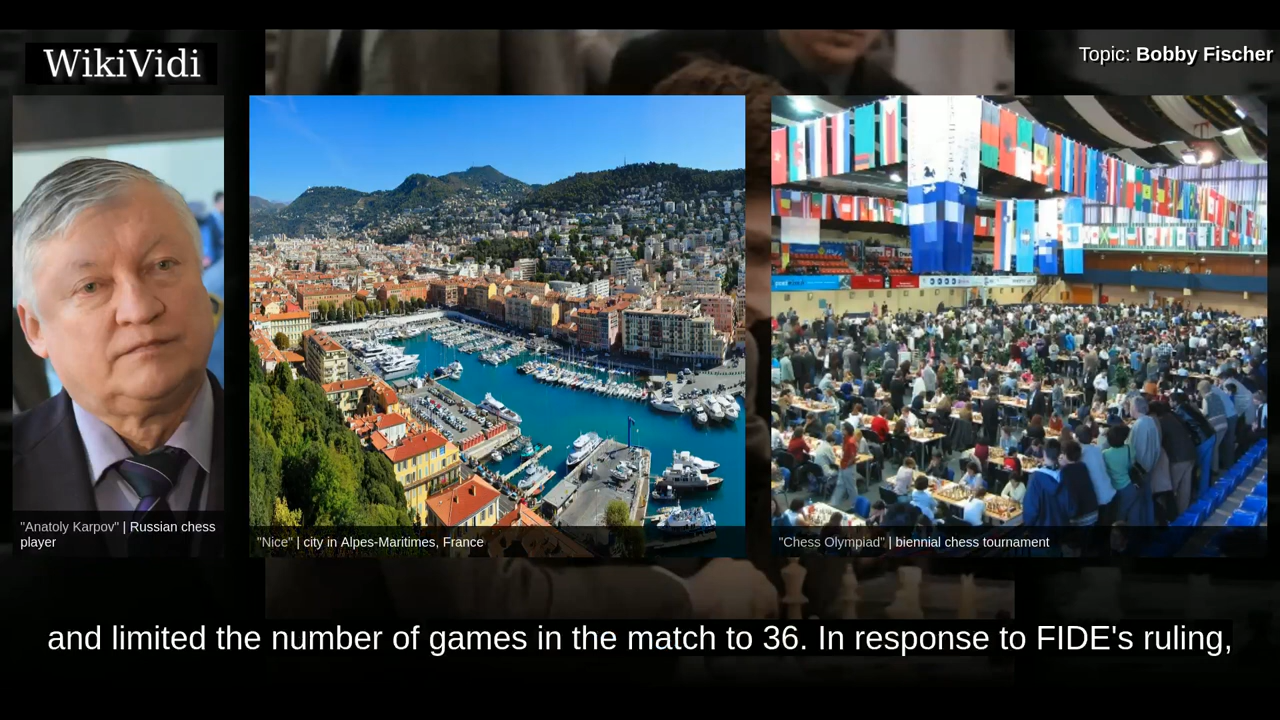 WikiVidi
Topic: Bobby Fischer
"Anatoly Karpov" | Russian chess
player
"Nice" | city in Alpes-Maritimes, France
"Chess Olympiad" | biennial chess tournament
and limited the number of games in the match to 36. In response to FIDE's ruling,